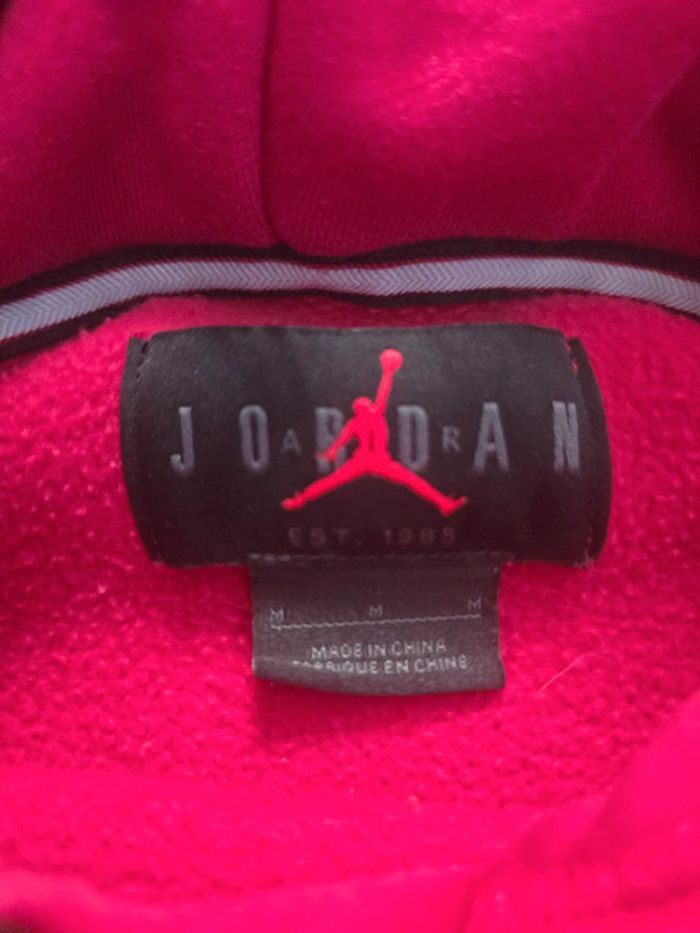 JORDAN
AIR
EST. 1985
M M M
MADE IN CHINA
FABRIQUE EN CHINE